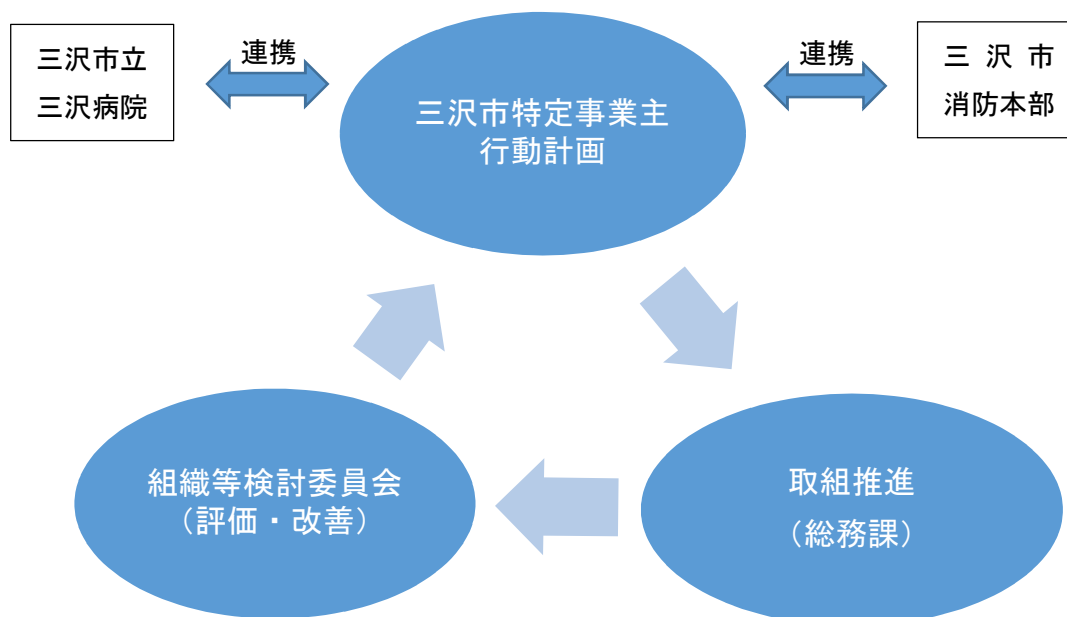 三沢市立
三沢病院
連携
三沢市特定事業主
行動計画
連携
三 沢 市
消防本部
組織等検討委員会
（評価・改善）
取組推進
（総務課）